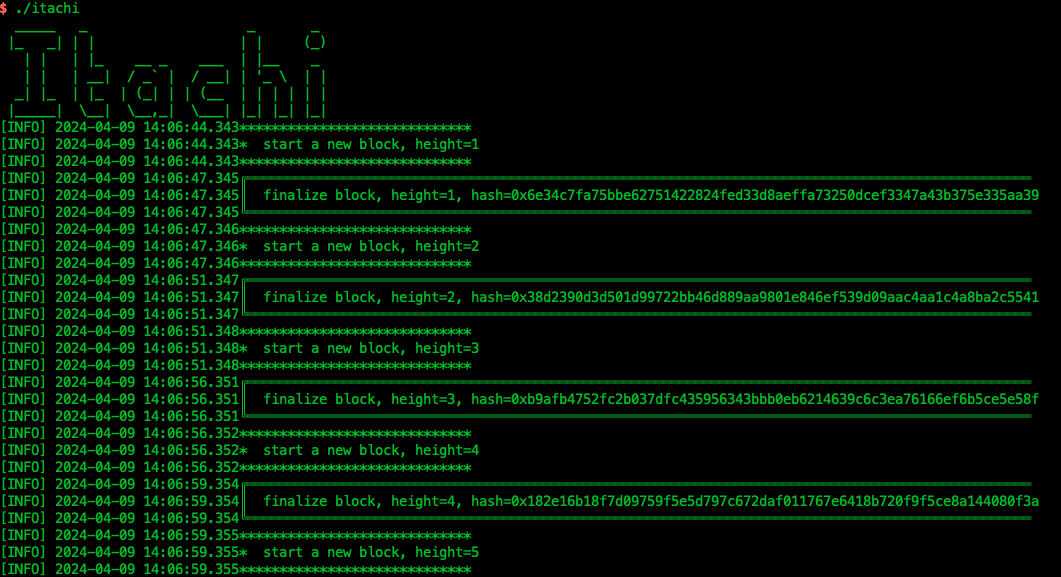 $ ./itachi
Itachi
[INFO] 2024-04-09 14:06:44.343*****************************
[INFO] 2024-04-09 14:06:44.343*  start a new block, height=1
[INFO] 2024-04-09 14:06:44.343*****************************
[INFO] 2024-04-09 14:06:47.345
[INFO] 2024-04-09 14:06:47.345  finalize block, height=1, hash=0x6e34c7fa75bbe62751422824fed33d8aeffa73250dcef3347a43b375e335aa39
[INFO] 2024-04-09 14:06:47.345
[INFO] 2024-04-09 14:06:47.346*****************************
[INFO] 2024-04-09 14:06:47.346*  start a new block, height=2
[INFO] 2024-04-09 14:06:47.346*****************************
[INFO] 2024-04-09 14:06:51.347
[INFO] 2024-04-09 14:06:51.347  finalize block, height=2, hash=0x38d2390d3d501d99722bb46d889aa9801e846ef539d09aac4aa1c4a8ba2c5541
[INFO] 2024-04-09 14:06:51.347
[INFO] 2024-04-09 14:06:51.348*****************************
[INFO] 2024-04-09 14:06:51.348*  start a new block, height=3
[INFO] 2024-04-09 14:06:51.348*****************************
[INFO] 2024-04-09 14:06:56.351
[INFO] 2024-04-09 14:06:56.351  finalize block, height=3, hash=0xb9afb4752fc2b037dfc435956343bbb0eb6214639c6c3ea76166ef6b5ce5e58f
[INFO] 2024-04-09 14:06:56.351
[INFO] 2024-04-09 14:06:56.352*****************************
[INFO] 2024-04-09 14:06:56.352*  start a new block, height=4
[INFO] 2024-04-09 14:06:56.352*****************************
[INFO] 2024-04-09 14:06:59.354
[INFO] 2024-04-09 14:06:59.354  finalize block, height=4, hash=0x182e16b18f7d09759f5e5d797c672daf011767e6418b720f9f5ce8a144080f3a
[INFO] 2024-04-09 14:06:59.354
[INFO] 2024-04-09 14:06:59.355*****************************
[INFO] 2024-04-09 14:06:59.355*  start a new block, height=5
[INFO] 2024-04-09 14:06:59.355*****************************